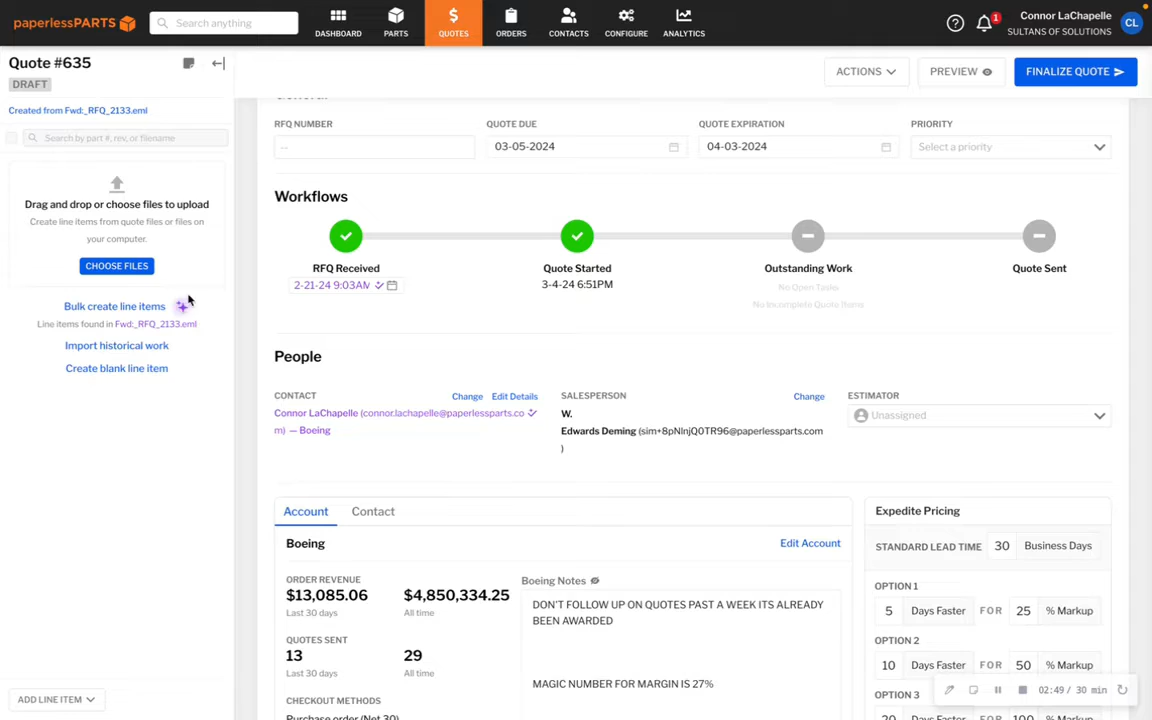 paperlessPARTS
Search anything
DASHBOARD
PARTS
$
QUOTES
ORDERS
CONTACTS
CONFIGURE
ANALYTICS
?
1
Connor LaChapelle
SULTANS OF SOLUTIONS
CL
Quote #635
DRAFT
ACTIONS
PREVIEW
FINALIZE QUOTE
Created from Fwd:_RFQ_2133.eml
Search by part #, rev, or filename
Drag and drop or choose files to upload
Create line items from quote files or files on
your computer.
CHOOSE FILES
Bulk create line items
Line items found in Fwd:_RFQ_2133.eml
Import historical work
Create blank line item
ADD LINE ITEM
RFQ NUMBER
--
QUOTE DUE
03-05-2024
QUOTE EXPIRATION
04-03-2024
PRIORITY
Select a priority
Workflows
RFQ Received
2-21-24 9:03AM
Quote Started
3-4-24 6:51PM
Outstanding Work
No Open Tasks
No Incomplete Quote Items
Quote Sent
People
CONTACT
Change
Edit Details
Connor LaChapelle (connor.lachapelle@paperlessparts.co
m) — Boeing
SALESPERSON
Change
W.
Edwards Deming (sim+8pNlnjQ0TR96@paperlessparts.com
)
ESTIMATOR
Unassigned
Account
Contact
Boeing
Edit Account
ORDER REVENUE
$13,085.06
Last 30 days
$4,850,334.25
All time
QUOTES SENT
13
Last 30 days
29
All time
CHECKOUT METHODS
Purchase order (Net 30)
Boeing Notes
DON'T FOLLOW UP ON QUOTES PAST A WEEK ITS ALREADY
BEEN AWARDED
MAGIC NUMBER FOR MARGIN IS 27%
Expedite Pricing
STANDARD LEAD TIME 30 Business Days
OPTION 1
5 Days Faster FOR 25 % Markup
OPTION 2
10 Days Faster FOR 50 % Markup
OPTION 3
20 Days Faster FOR 100 % Markup
02:49 / 30 min